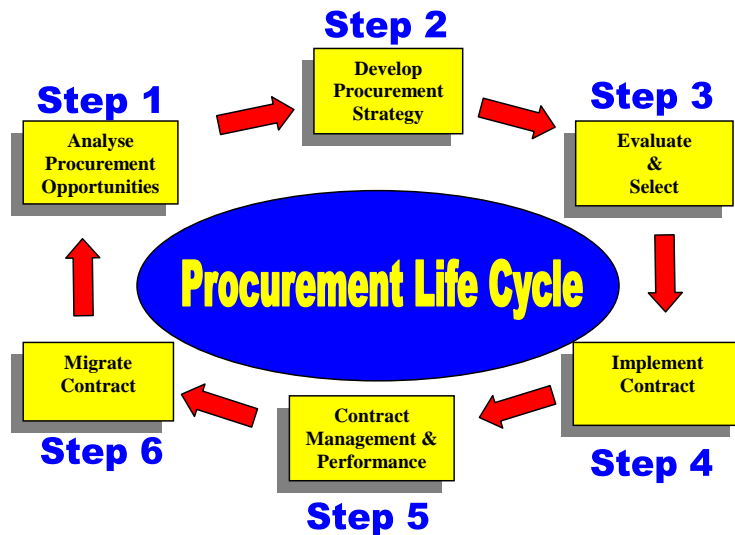 Step 1
Analyse
Procurement
Opportunities
Step 2
Develop
Procurement
Strategy
Step 3
Evaluate
&
Select
Procurement Life Cycle
Implement
Contract
Step 4
Contract
Management &
Performance
Step 5
Migrate
Contract
Step 6